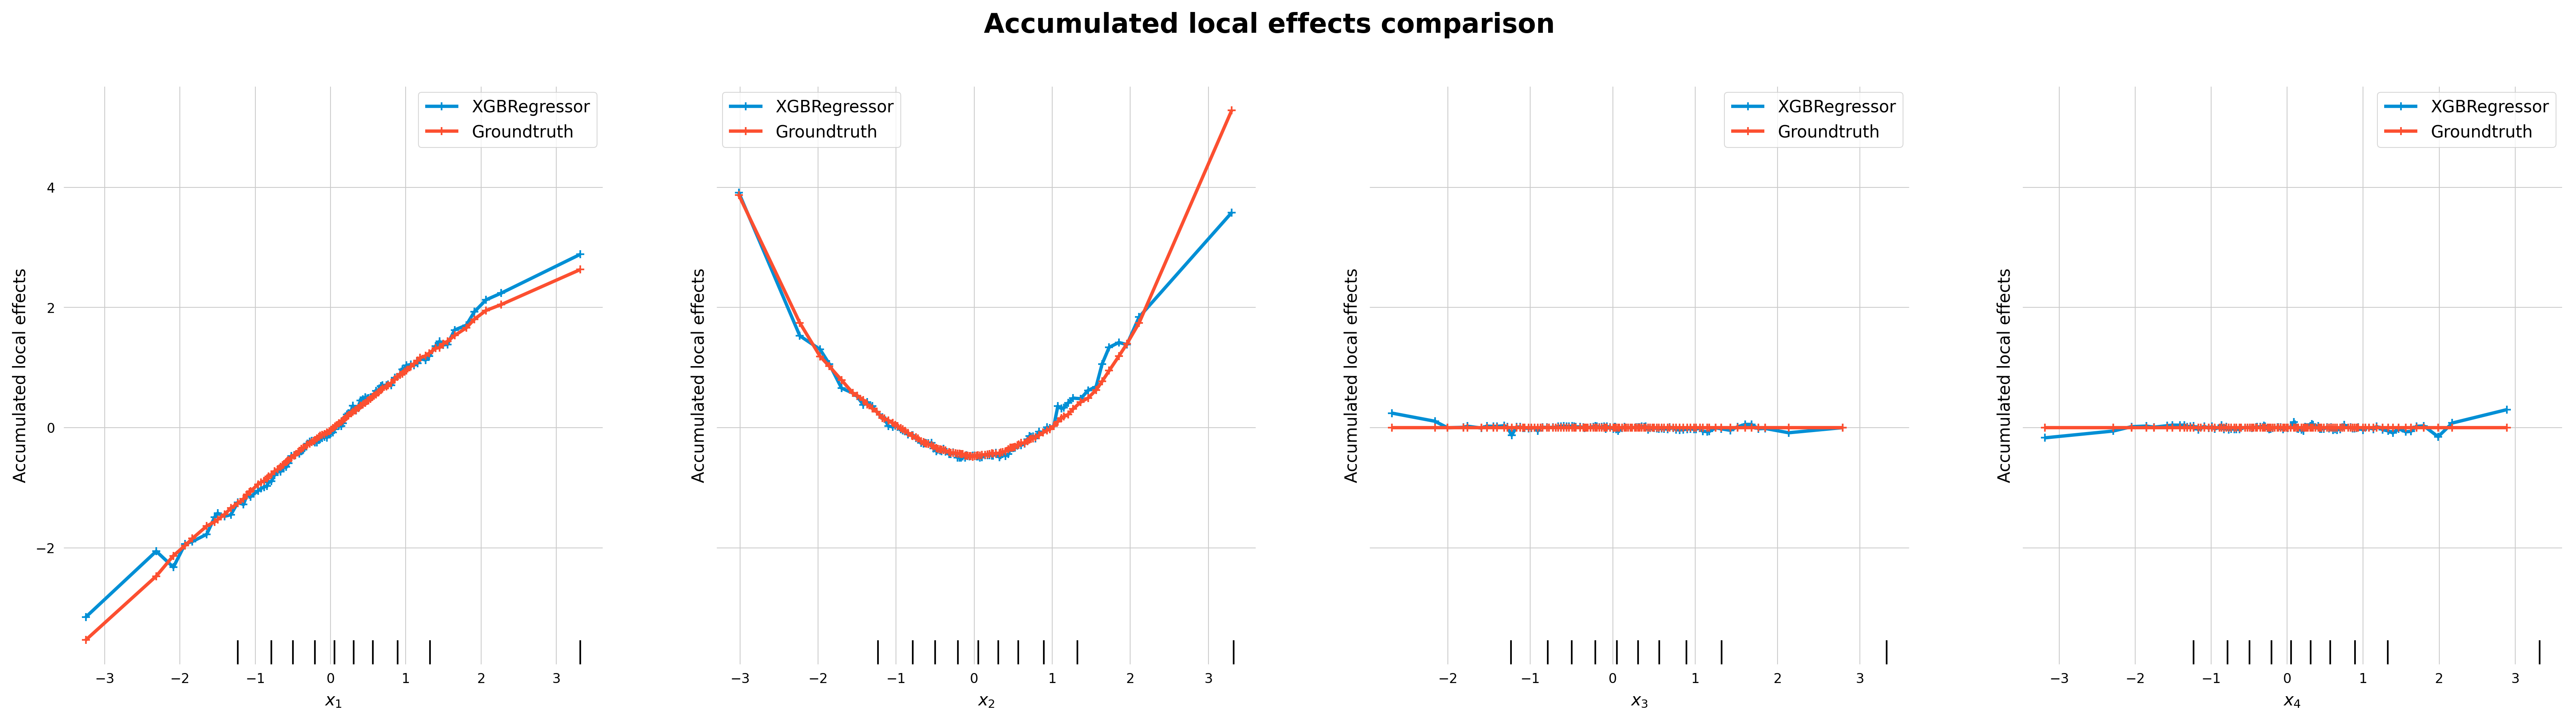 Accumulated local effects comparison
Accumulated local effects
4
2
0
−2
XGBRegressor
Groundtruth
−3 −2 −1 0 1 2 3
x₁
Accumulated local effects
XGBRegressor
Groundtruth
−3 −2 −1 0 1 2 3
x₂
Accumulated local effects
XGBRegressor
Groundtruth
−2 −1 0 1 2 3
x₃
Accumulated local effects
XGBRegressor
Groundtruth
−3 −2 −1 0 1 2 3
x₄